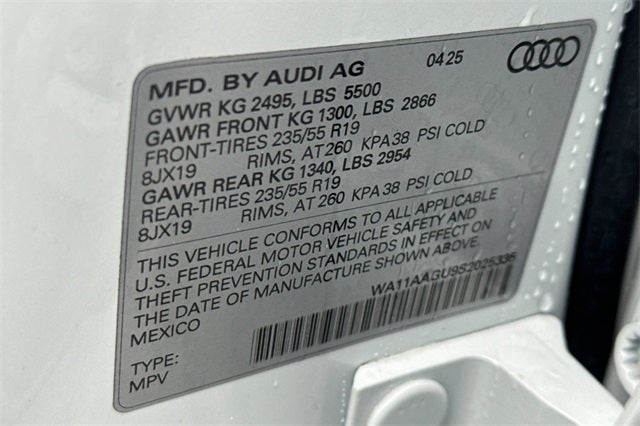 MFD. BY AUDI AG 04 25
GVWR KG 2495, LBS 5500
GAWR FRONT KG 1300, LBS 2866
FRONT-TIRES 235/55 R19
8JX19 RIMS, AT 260 KPA 38 PSI COLD
GAWR REAR KG 1340, LBS 2954
REAR-TIRES 235/55 R19
8JX19 RIMS, AT 260 KPA 38 PSI COLD
THIS VEHICLE CONFORMS TO ALL APPLICABLE
U.S. FEDERAL MOTOR VEHICLE SAFETY AND
THEFT PREVENTION STANDARDS IN EFFECT ON
THE DATE OF MANUFACTURE SHOWN ABOVE.
MEXICO WA11AAGU9S2025335
TYPE:
MPV